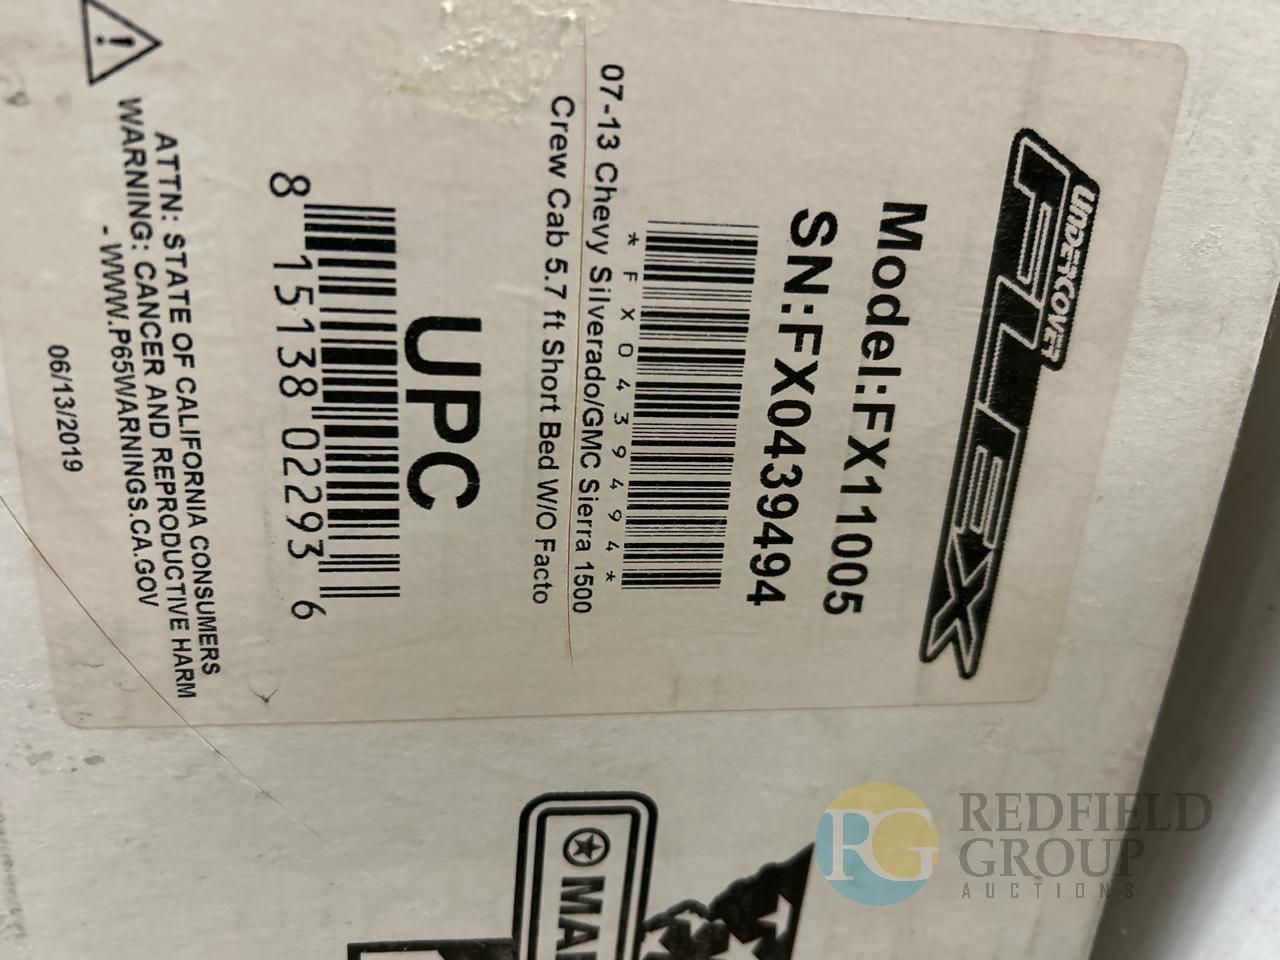 UNDERCOVER
FLEX
Model:FX11005
SN:FX0439494
*FX0439494*
07-13 Chevy Silverado/GMC Sierra 1500
Crew Cab 5.7 ft Short Bed W/O Facto
UPC
8 15138 02293 6
ATTN: STATE OF CALIFORNIA CONSUMERS
WARNING: CANCER AND REPRODUCTIVE HARM
- WWW.P65WARNINGS.CA.GOV
06/13/2019
RG
REDFIELD
GROUP
AUCTIONS